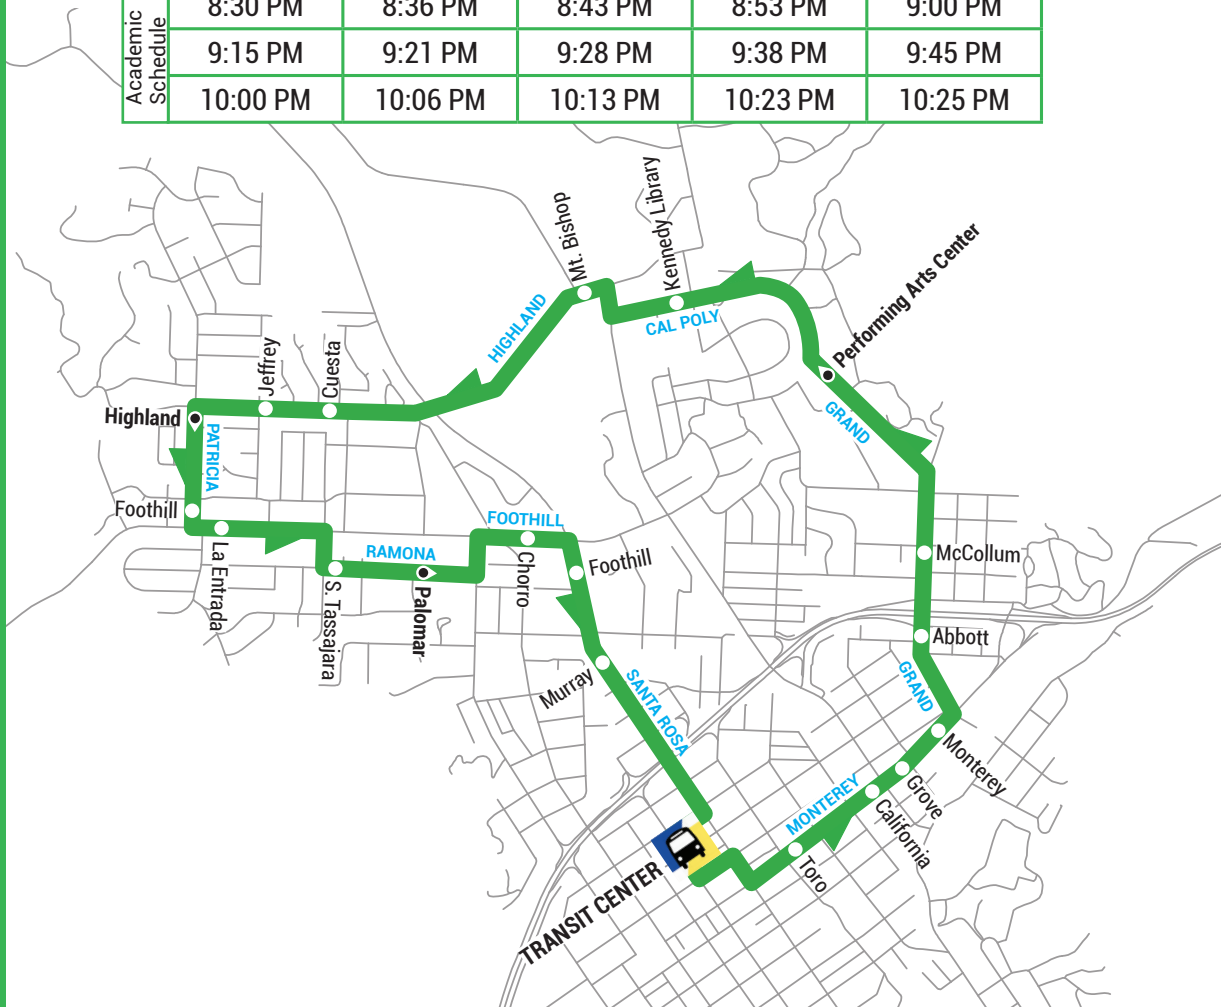 8:30 PM 8:36 PM 8:43 PM 8:53 PM 9:00 PM
Academic
Schedule
9:15 PM 9:21 PM 9:28 PM 9:38 PM 9:45 PM
10:00 PM 10:06 PM 10:13 PM 10:23 PM 10:25 PM
Mt. Bishop
Kennedy Library
Performing Arts Center
HIGHLAND
CAL POLY
Jeffrey
Cuesta
Highland
PATRICIA
GRAND
Foothill
FOOTHILL
La Entrada
RAMONA
S. Tassajara
Palomar
Chorro
Foothill
McCollum
Abbott
Murray
SANTA ROSA
GRAND
Monterey
Grove
MONTEREY
California
Toro
TRANSIT CENTER